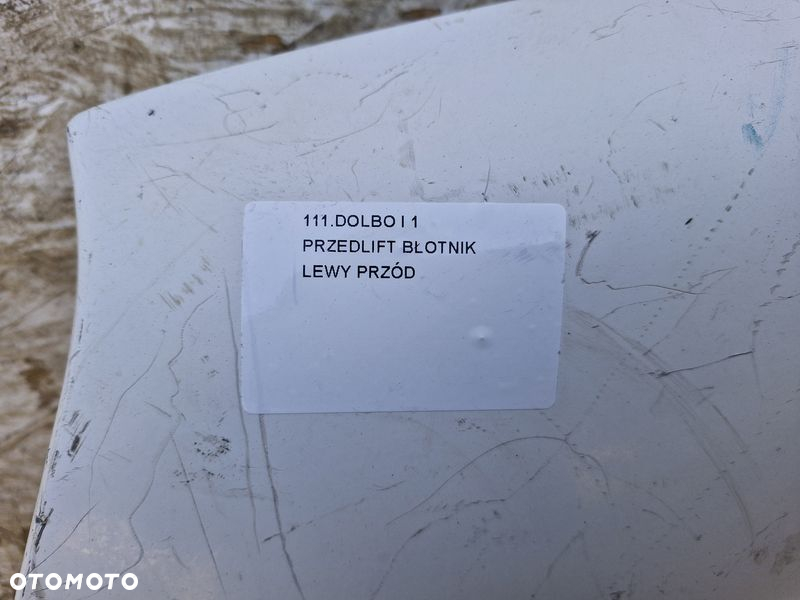 111.DOLBO I 1
PRZEDLIFT BŁOTNIK
LEWY PRZÓD
OTOMOTO